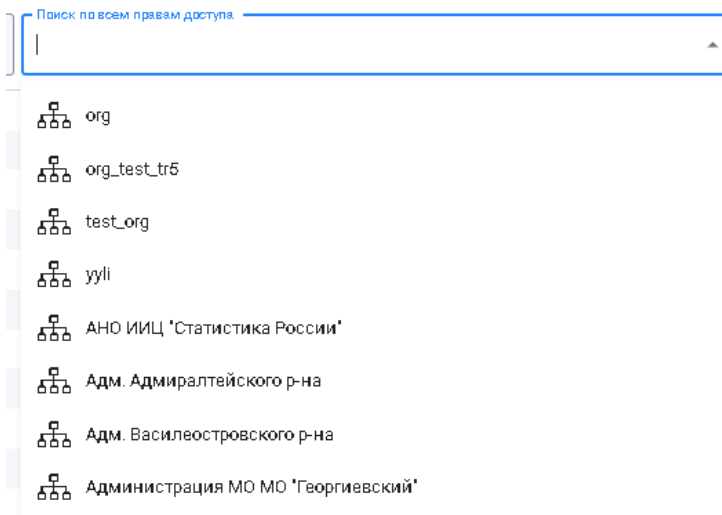 Поиск по всем правам доступа
org
org_test_tr5
test_org
yyli
АНО ИИЦ "Статистика России"
Адм. Адмиралтейского р-на
Адм. Василеостровского р-на
Администрация МО МО "Георгиевский"